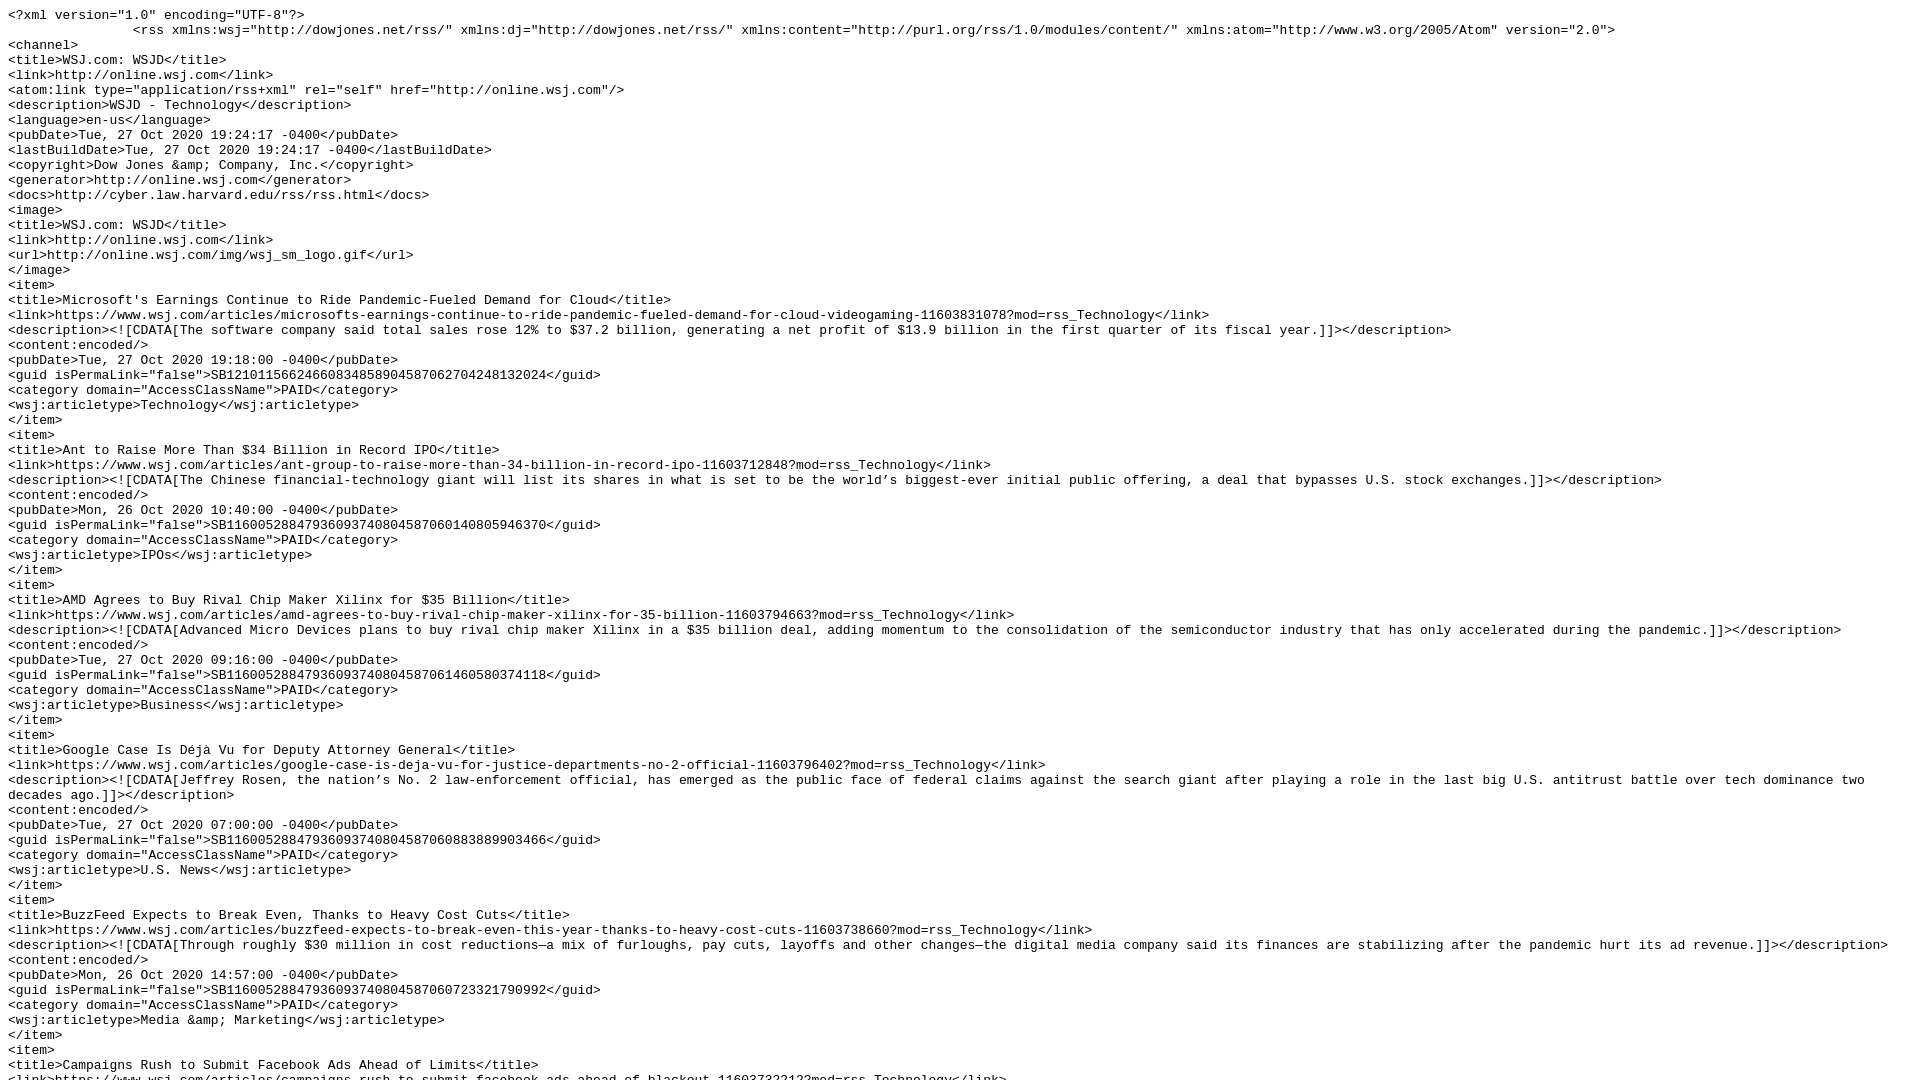 <?xml version="1.0" encoding="UTF-8"?>
<rss xmlns:wsj="http://dowjones.net/rss/" xmlns:dj="http://dowjones.net/rss/" xmlns:content="http://purl.org/rss/1.0/modules/content/" xmlns:atom="http://www.w3.org/2005/Atom" version="2.0">
<channel>
<title>WSJ.com: WSJD</title>
<link>http://online.wsj.com</link>
<atom:link type="application/rss+xml" rel="self" href="http://online.wsj.com"/>
<description>WSJD - Technology</description>
<language>en-us</language>
<pubDate>Tue, 27 Oct 2020 19:24:17 -0400</pubDate>
<lastBuildDate>Tue, 27 Oct 2020 19:24:17 -0400</lastBuildDate>
<copyright>Dow Jones &amp; Company, Inc.</copyright>
<generator>http://online.wsj.com</generator>
<docs>http://cyber.law.harvard.edu/rss/rss.html</docs>
<image>
<title>WSJ.com: WSJD</title>
<link>http://online.wsj.com</link>
<url>http://online.wsj.com/img/wsj_sm_logo.gif</url>
</image>
<item>
<title>Microsoft's Earnings Continue to Ride Pandemic-Fueled Demand for Cloud</title>
<link>https://www.wsj.com/articles/microsofts-earnings-continue-to-ride-pandemic-fueled-demand-for-cloud-videogaming-11603831078?mod=rss_Technology</link>
<description><![CDATA[The software company said total sales rose 12% to $37.2 billion, generating a net profit of $13.9 billion in the first quarter of its fiscal year.]]></description>
<content:encoded/>
<pubDate>Tue, 27 Oct 2020 19:18:00 -0400</pubDate>
<guid isPermaLink="false">SB12101156624660834858904587062704248132024</guid>
<category domain="AccessClassName">PAID</category>
<wsj:articletype>Technology</wsj:articletype>
</item>
<item>
<title>Ant to Raise More Than $34 Billion in Record IPO</title>
<link>https://www.wsj.com/articles/ant-group-to-raise-more-than-34-billion-in-record-ipo-11603712848?mod=rss_Technology</link>
<description><![CDATA[The Chinese financial-technology giant will list its shares in what is set to be the world’s biggest-ever initial public offering, a deal that bypasses U.S. stock exchanges.]]></description>
<content:encoded/>
<pubDate>Mon, 26 Oct 2020 10:40:00 -0400</pubDate>
<guid isPermaLink="false">SB11600528847936093740804587060140805946370</guid>
<category domain="AccessClassName">PAID</category>
<wsj:articletype>IPOs</wsj:articletype>
</item>
<item>
<title>AMD Agrees to Buy Rival Chip Maker Xilinx for $35 Billion</title>
<link>https://www.wsj.com/articles/amd-agrees-to-buy-rival-chip-maker-xilinx-for-35-billion-11603794663?mod=rss_Technology</link>
<description><![CDATA[Advanced Micro Devices plans to buy rival chip maker Xilinx in a $35 billion deal, adding momentum to the consolidation of the semiconductor industry that has only accelerated during the pandemic.]]></description>
<content:encoded/>
<pubDate>Tue, 27 Oct 2020 09:16:00 -0400</pubDate>
<guid isPermaLink="false">SB11600528847936093740804587061460580374118</guid>
<category domain="AccessClassName">PAID</category>
<wsj:articletype>Business</wsj:articletype>
</item>
<item>
<title>Google Case Is Déjà Vu for Deputy Attorney General</title>
<link>https://www.wsj.com/articles/google-case-is-deja-vu-for-justice-departments-no-2-official-11603796402?mod=rss_Technology</link>
<description><![CDATA[Jeffrey Rosen, the nation’s No. 2 law-enforcement official, has emerged as the public face of federal claims against the search giant after playing a role in the last big U.S. antitrust battle over tech dominance two
decades ago.]]></description>
<content:encoded/>
<pubDate>Tue, 27 Oct 2020 07:00:00 -0400</pubDate>
<guid isPermaLink="false">SB11600528847936093740804587060883889903466</guid>
<category domain="AccessClassName">PAID</category>
<wsj:articletype>U.S. News</wsj:articletype>
</item>
<item>
<title>BuzzFeed Expects to Break Even, Thanks to Heavy Cost Cuts</title>
<link>https://www.wsj.com/articles/buzzfeed-expects-to-break-even-this-year-thanks-to-heavy-cost-cuts-11603738660?mod=rss_Technology</link>
<description><![CDATA[Through roughly $30 million in cost reductions—a mix of furloughs, pay cuts, layoffs and other changes—the digital media company said its finances are stabilizing after the pandemic hurt its ad revenue.]]></description>
<content:encoded/>
<pubDate>Mon, 26 Oct 2020 14:57:00 -0400</pubDate>
<guid isPermaLink="false">SB11600528847936093740804587060723321790992</guid>
<category domain="AccessClassName">PAID</category>
<wsj:articletype>Media &amp; Marketing</wsj:articletype>
</item>
<item>
<title>Campaigns Rush to Submit Facebook Ads Ahead of Limits</title>
<link>https://www.wsj.com/articles/campaigns-rush-to-submit-facebook-ads-ahead-of-blackout-11603732212?mod=rss_Technology</link>